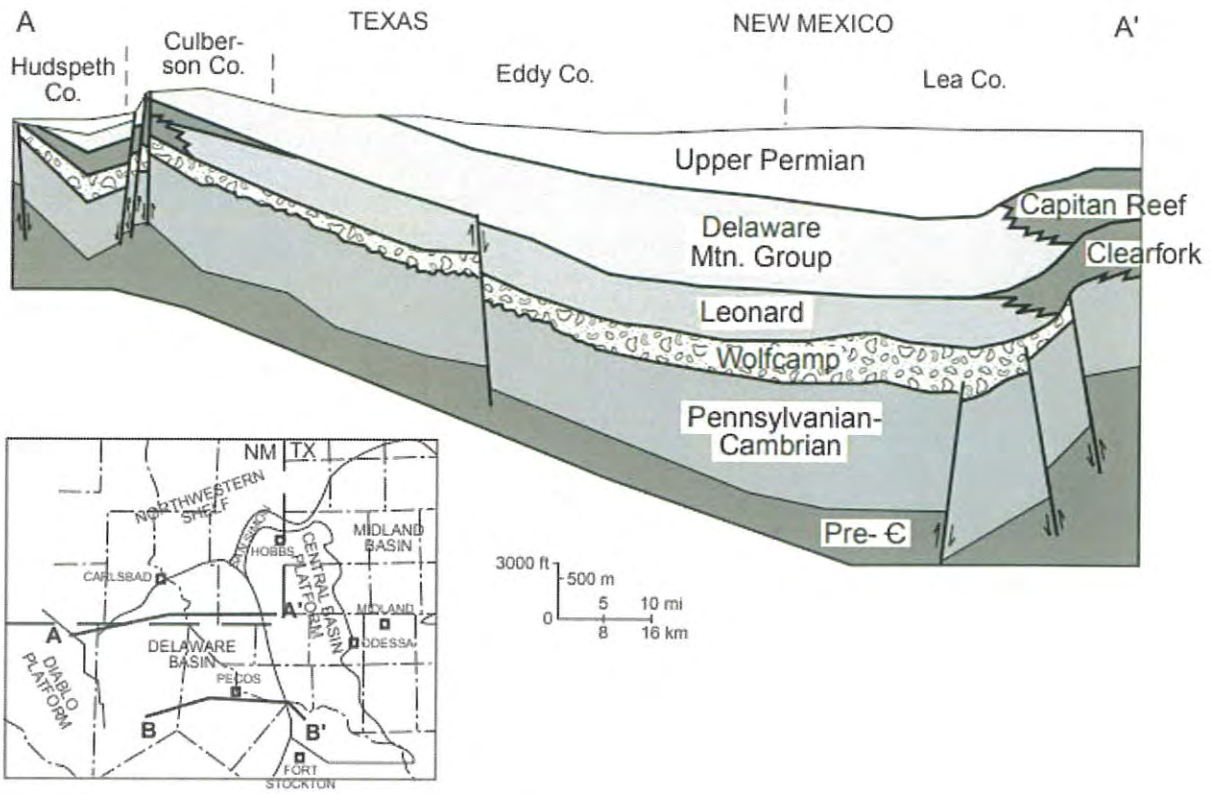 A
TEXAS
NEW MEXICO
A'
Hudspeth
Co.
Culber-
son Co.
Eddy Co.
Lea Co.
Upper Permian
Capitan Reef
Delaware
Mtn. Group
Clearfork
Leonard
Wolfcamp
Pennsylvanian-
Cambrian
Pre- Ꞓ
NM TX
NORTHWESTERN
SHELF
SAN SIMON
HOBBS
MIDLAND
BASIN
CARLSBAD
CENTRAL BASIN
PLATFORM
A
A'
MIDLAND
ODESSA
DELAWARE
BASIN
DIABLO
PLATFORM
PECOS
B
B'
FORT
STOCKTON
3000 ft
500 m
0
5 10 mi
8 16 km